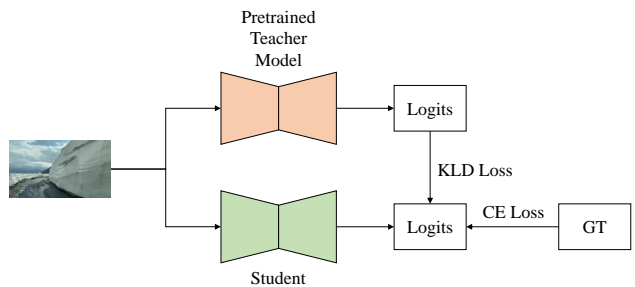 Pretrained
Teacher
Model
Logits
KLD Loss
Logits
CE Loss
GT
Student